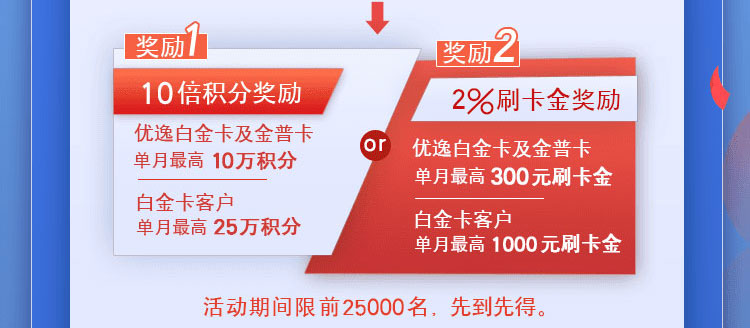 奖励1
10倍积分奖励
优逸白金卡及金普卡
单月最高 10万积分
白金卡客户
单月最高 25万积分
or
奖励2
2%刷卡金奖励
优逸白金卡及金普卡
单月最高 300元刷卡金
白金卡客户
单月最高 1000元刷卡金
活动期间限前25000名，先到先得。